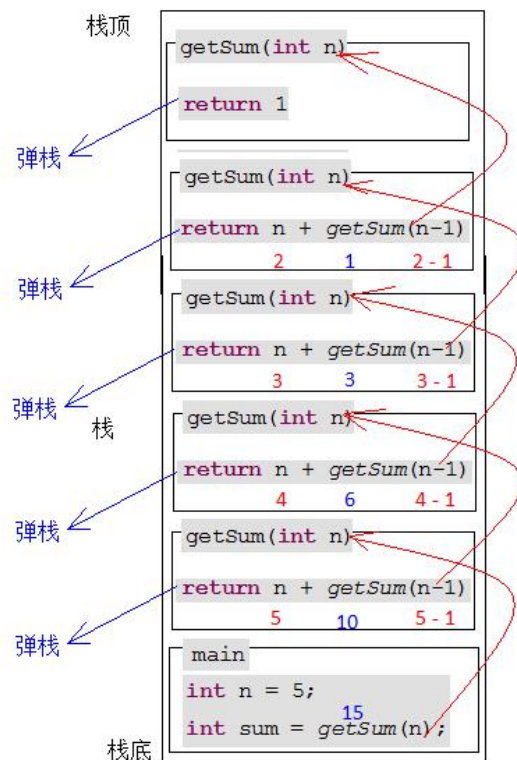 栈顶
getSum(int n)
return 1
弹栈
getSum(int n)
return n + getSum(n-1)
2 1 2 - 1
弹栈
getSum(int n)
return n + getSum(n-1)
3 3 3 - 1
弹栈
栈
getSum(int n)
return n + getSum(n-1)
4 6 4 - 1
弹栈
getSum(int n)
return n + getSum(n-1)
5 10 5 - 1
弹栈
main
int n = 5;
15
int sum = getSum(n);
栈底